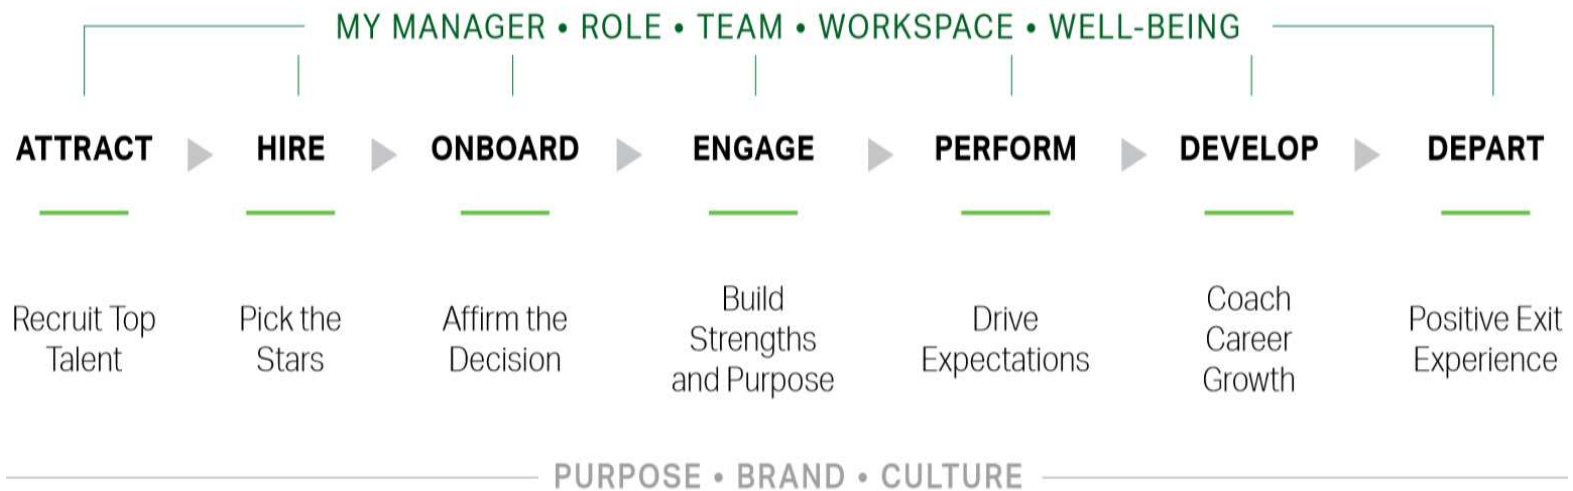 MY MANAGER • ROLE • TEAM • WORKSPACE • WELL-BEING
ATTRACT HIRE ONBOARD ENGAGE PERFORM DEVELOP DEPART
Recruit Top
Talent
Pick the
Stars
Affirm the
Decision
Build
Strengths
and Purpose
Drive
Expectations
Coach
Career
Growth
Positive Exit
Experience
PURPOSE • BRAND • CULTURE